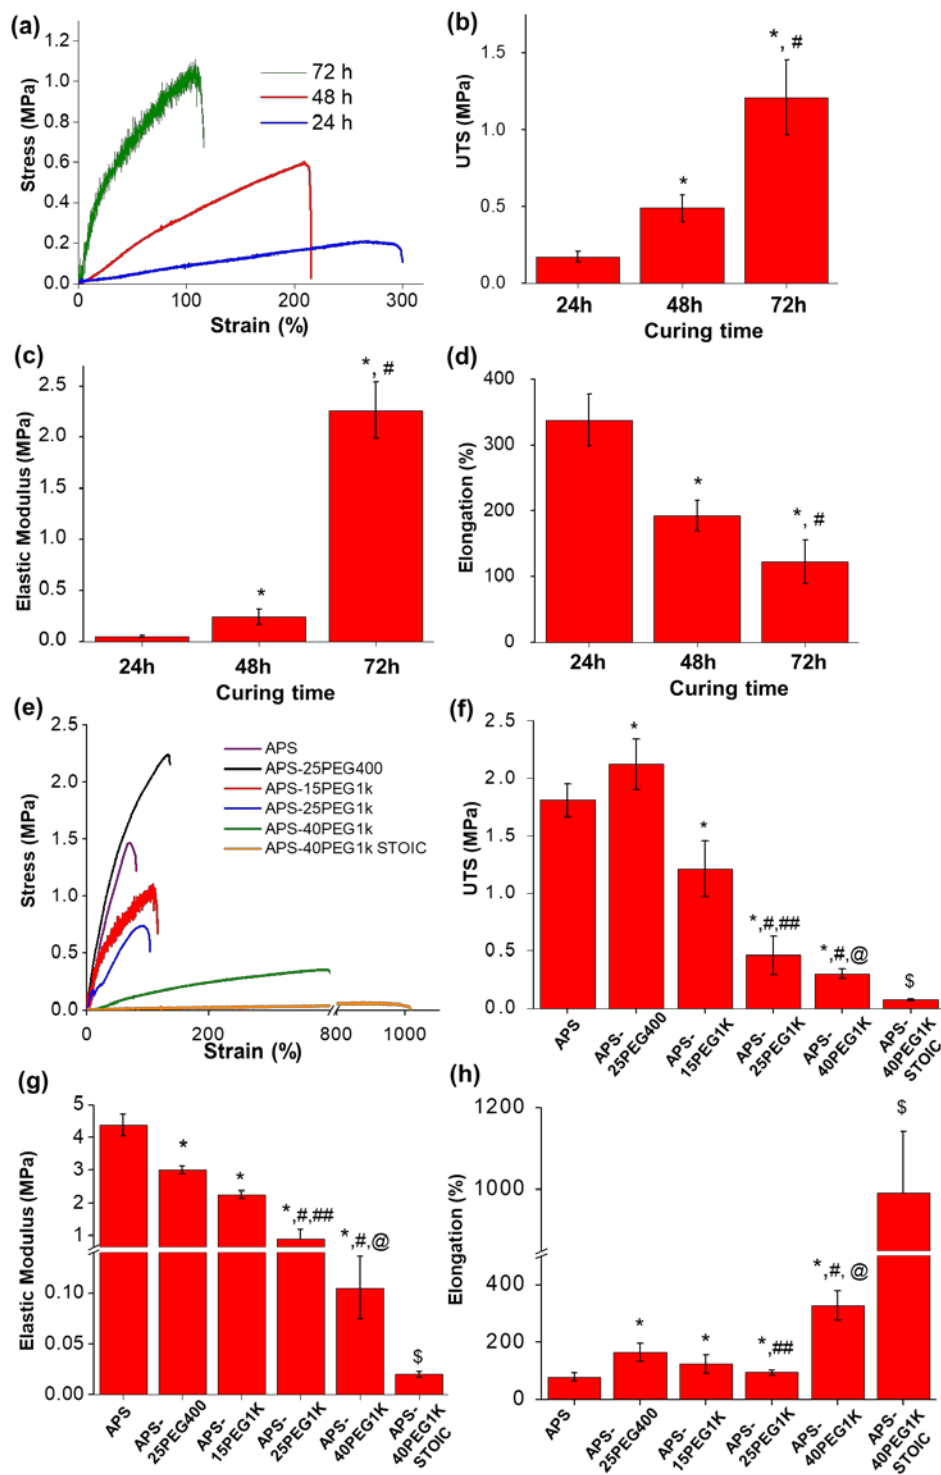 (a)
1.2
1.0
0.8
0.6
0.4
0.2
0.0
Stress (MPa)
72 h
48 h
24 h
0
100
200
300
Strain (%)
(b)
1.5
1.0
0.5
0.0
UTS (MPa)
*
*, #
24h
48h
72h
Curing time
(c)
2.5
2.0
1.5
1.0
0.5
0.0
Elastic Modulus (MPa)
*
*, #
24h
48h
72h
Curing time
(d)
400
300
200
100
0
Elongation (%)
*
*, #
24h
48h
72h
Curing time
(e)
2.5
2.0
1.5
1.0
0.5
0.0
Stress (MPa)
APS
APS-25PEG400
APS-15PEG1k
APS-25PEG1k
APS-40PEG1k
APS-40PEG1k STOIC
0
200
800
1000
Strain (%)
(f)
2.5
2.0
1.5
1.0
0.5
0.0
UTS (MPa)
*
*
*,#,##
*,#,@
$
APS
APS-
25PEG400
APS-
15PEG1K
APS-
25PEG1K
APS-
40PEG1K
APS-
40PEG1K
STOIC
(g)
5
4
3
2
1
0.10
0.05
0.00
Elastic Modulus (MPa)
*
*
*,#,##
*,#,@
$
APS
APS-
25PEG400
APS-
15PEG1K
APS-
25PEG1K
APS-
40PEG1K
APS-
40PEG1K
STOIC
(h)
1200
1000
400
200
0
Elongation (%)
*
*
*,##
*,#, @
$
APS
APS-
25PEG400
APS-
15PEG1K
APS-
25PEG1K
APS-
40PEG1K
APS-
40PEG1K
STOIC